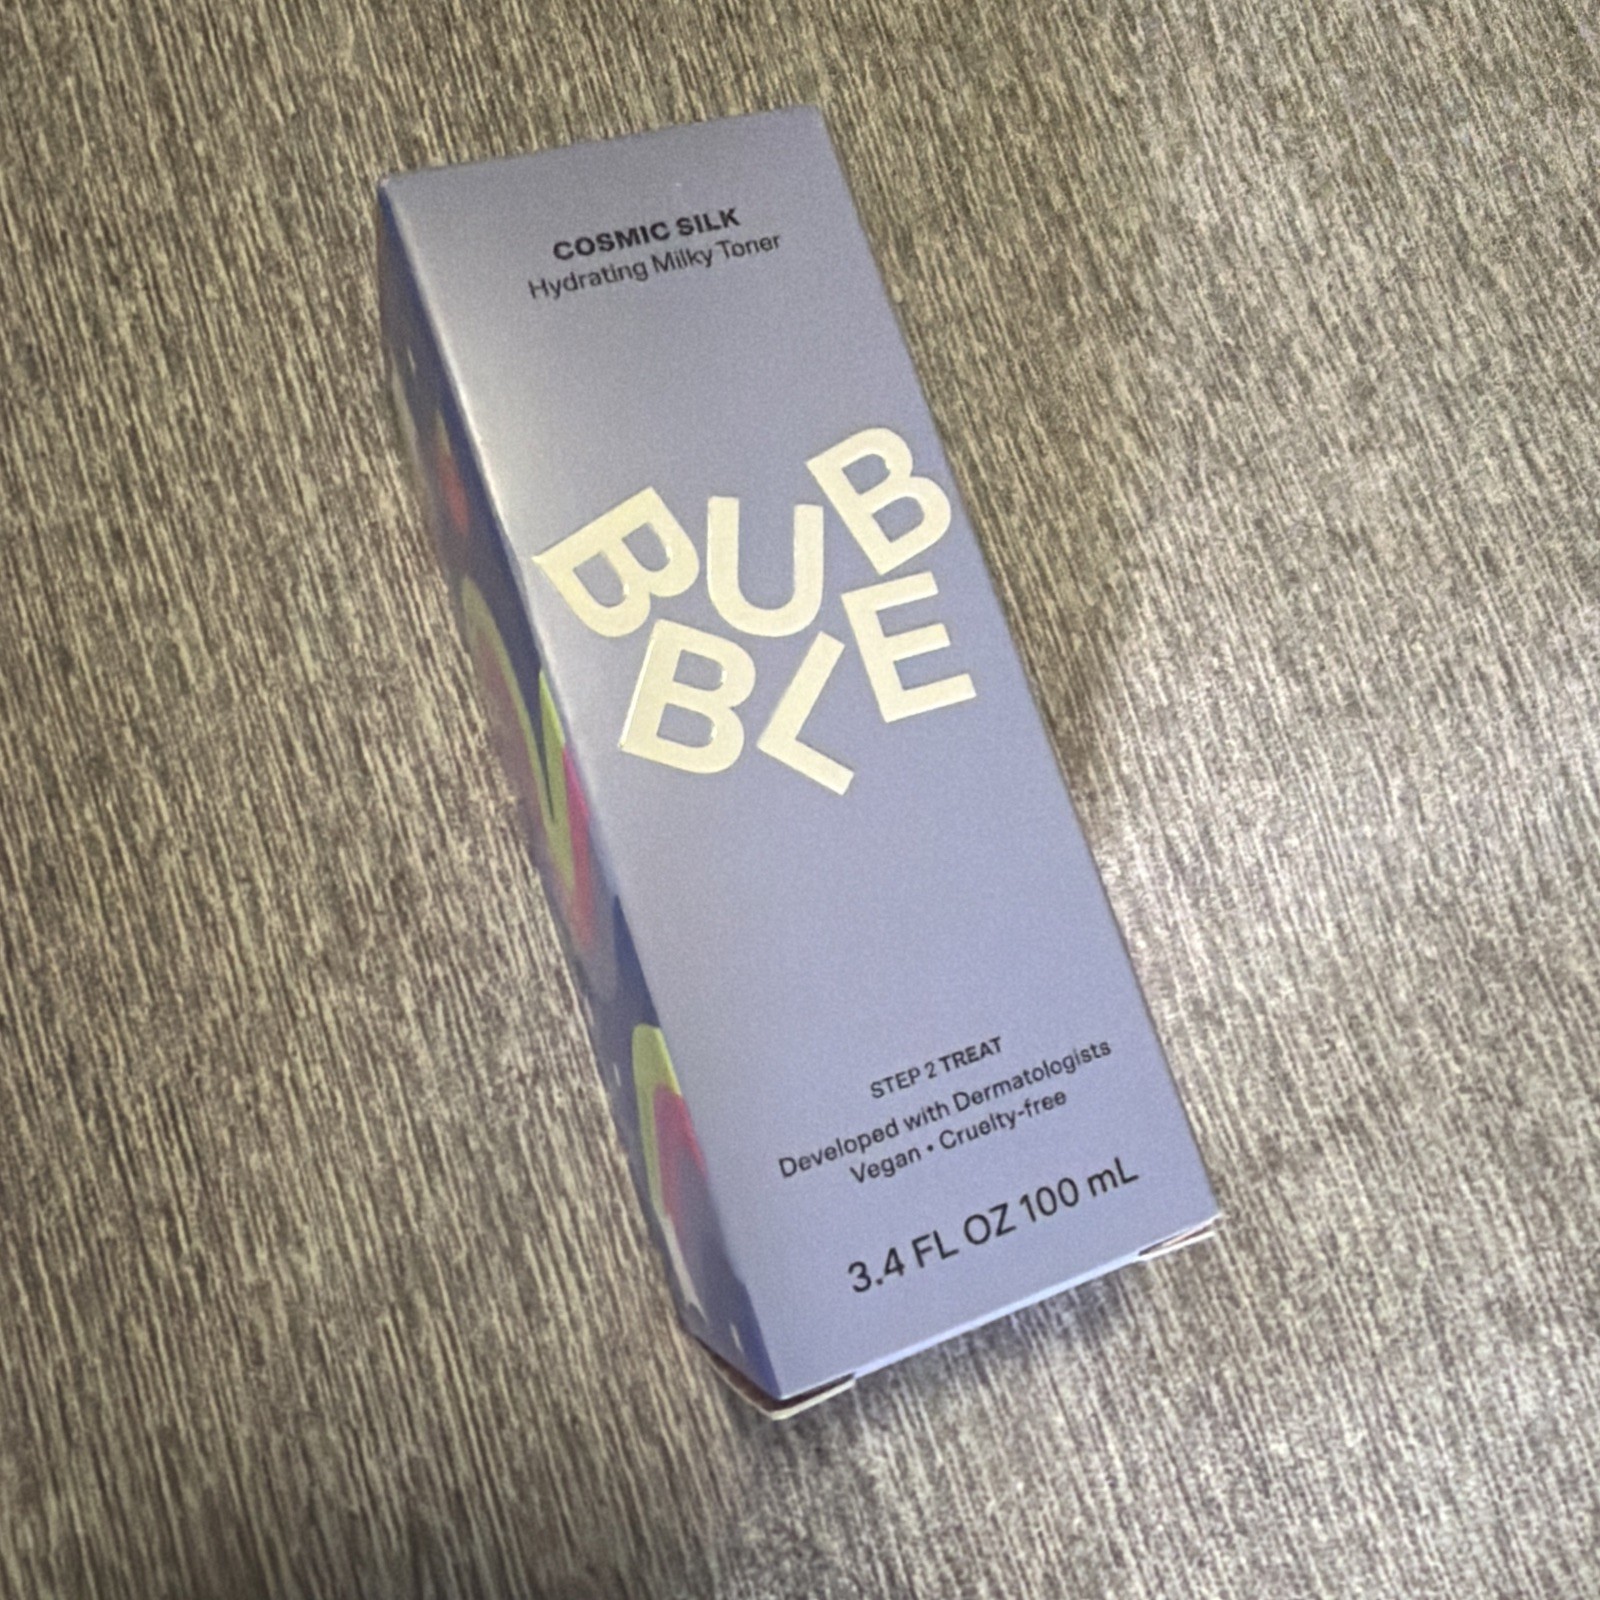 COSMIC SILK
Hydrating Milky Toner
BUB
BLE
STEP 2 TREAT
Developed with Dermatologists
Vegan • Cruelty-free
3.4 FL OZ 100 mL